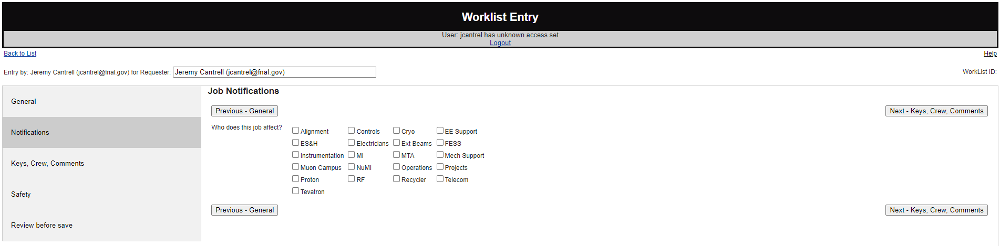 Worklist Entry
User: jcantrel has unknown access set
Logout
Back to List Help
Entry by: Jeremy Cantrell (jcantrel@fnal.gov) for Requester: Jeremy Cantrell (jcantrel@fnal.gov) WorkList ID:
General
Notifications
Keys, Crew, Comments
Safety
Review before save
Job Notifications
Previous - General Next - Keys, Crew, Comments
Who does this job affect?
Alignment Controls Cryo EE Support
ES&H Electricians Ext Beams FESS
Instrumentation MI MTA Mech Support
Muon Campus NuMI Operations Projects
Proton RF Recycler Telecom
Tevatron
Previous - General Next - Keys, Crew, Comments